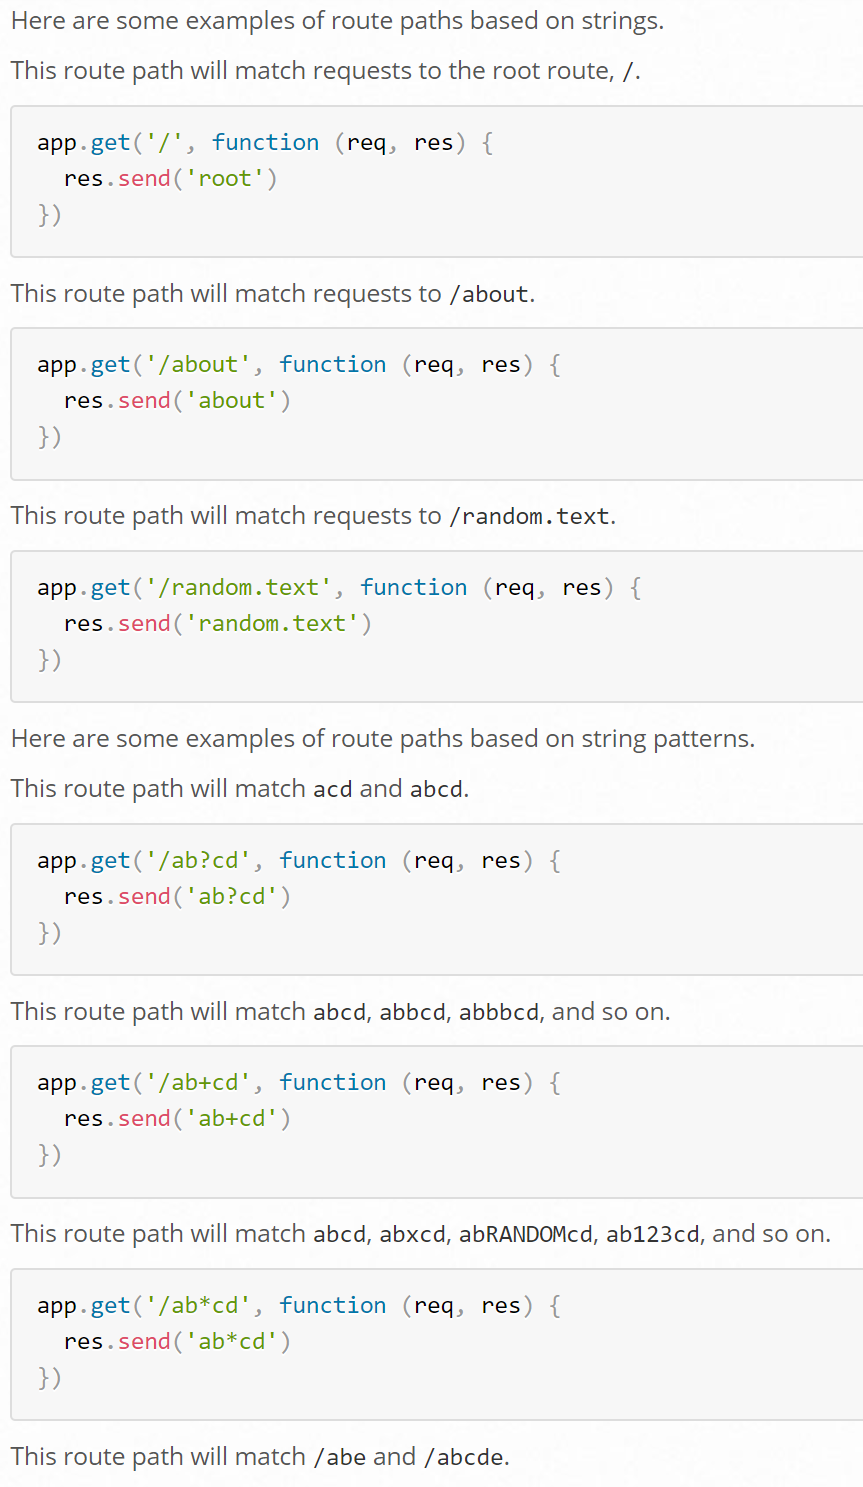 Here are some examples of route paths based on strings.
This route path will match requests to the root route, /.
app.get('/', function (req, res) {
  res.send('root')
})
This route path will match requests to /about.
app.get('/about', function (req, res) {
  res.send('about')
})
This route path will match requests to /random.text.
app.get('/random.text', function (req, res) {
  res.send('random.text')
})
Here are some examples of route paths based on string patterns.
This route path will match acd and abcd.
app.get('/ab?cd', function (req, res) {
  res.send('ab?cd')
})
This route path will match abcd, abbcd, abbbcd, and so on.
app.get('/ab+cd', function (req, res) {
  res.send('ab+cd')
})
This route path will match abcd, abxcd, abRANDOMcd, ab123cd, and so on.
app.get('/ab*cd', function (req, res) {
  res.send('ab*cd')
})
This route path will match /abe and /abcde.